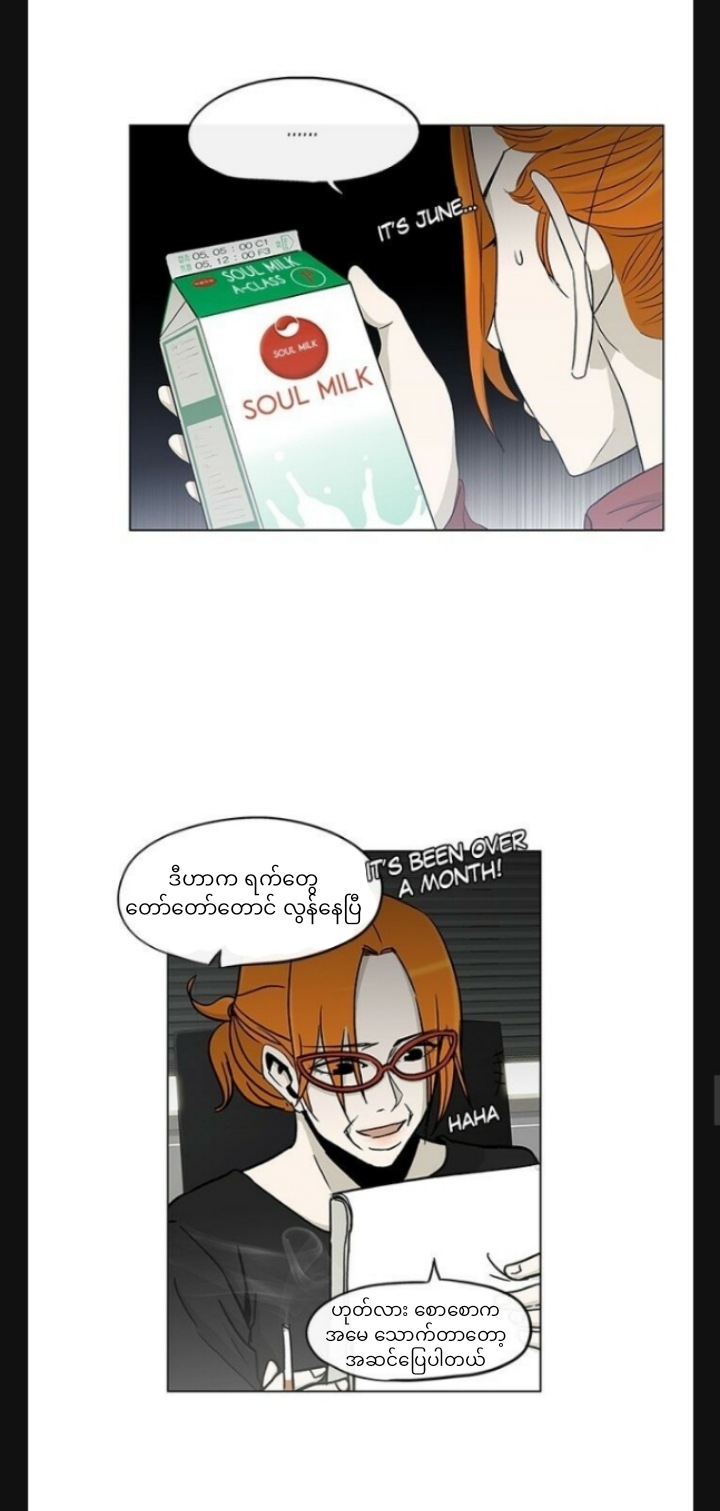 ......
IT'S JUNE...
05. 05 : 00 C1
05. 12 : 00 F3
SOUL MILK
A-CLASS
SOUL MILK
SOUL MILK
IT'S BEEN OVER
A MONTH!
ဒီဟာက ရက်တွေ
တော်တော်တောင် လွန်နေပြီ
HAHA
ဟုတ်လား စောစောက
အမေ သောက်တာတော့
အဆင်ပြေပါတယ်